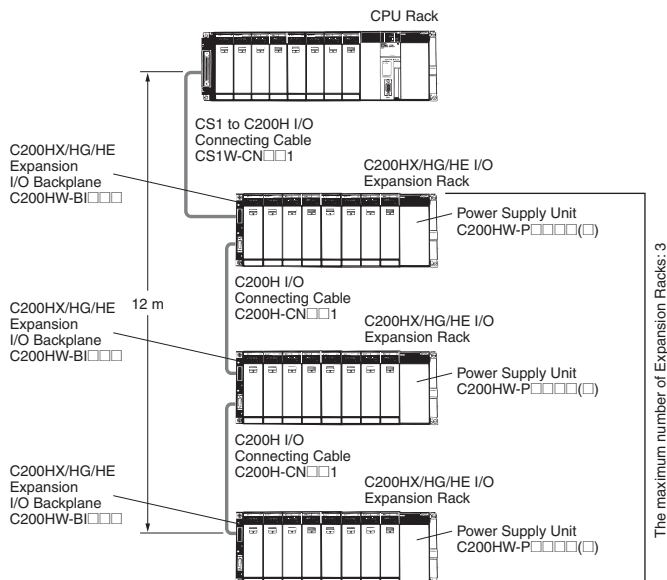 CPU Rack
CS1 to C200H I/O
Connecting Cable
CS1W-CN□□1
C200HX/HG/HE
Expansion
I/O Backplane
C200HW-BI□□□
C200HX/HG/HE I/O
Expansion Rack
Power Supply Unit
C200HW-P□□□□(□)
C200H I/O
Connecting Cable
C200H-CN□□1
12 m
C200HX/HG/HE
Expansion
I/O Backplane
C200HW-BI□□□
C200HX/HG/HE I/O
Expansion Rack
Power Supply Unit
C200HW-P□□□□(□)
C200H I/O
Connecting Cable
C200H-CN□□1
C200HX/HG/HE
Expansion
I/O Backplane
C200HW-BI□□□
C200HX/HG/HE I/O
Expansion Rack
Power Supply Unit
C200HW-P□□□□(□)
The maximum number of Expansion Racks: 3